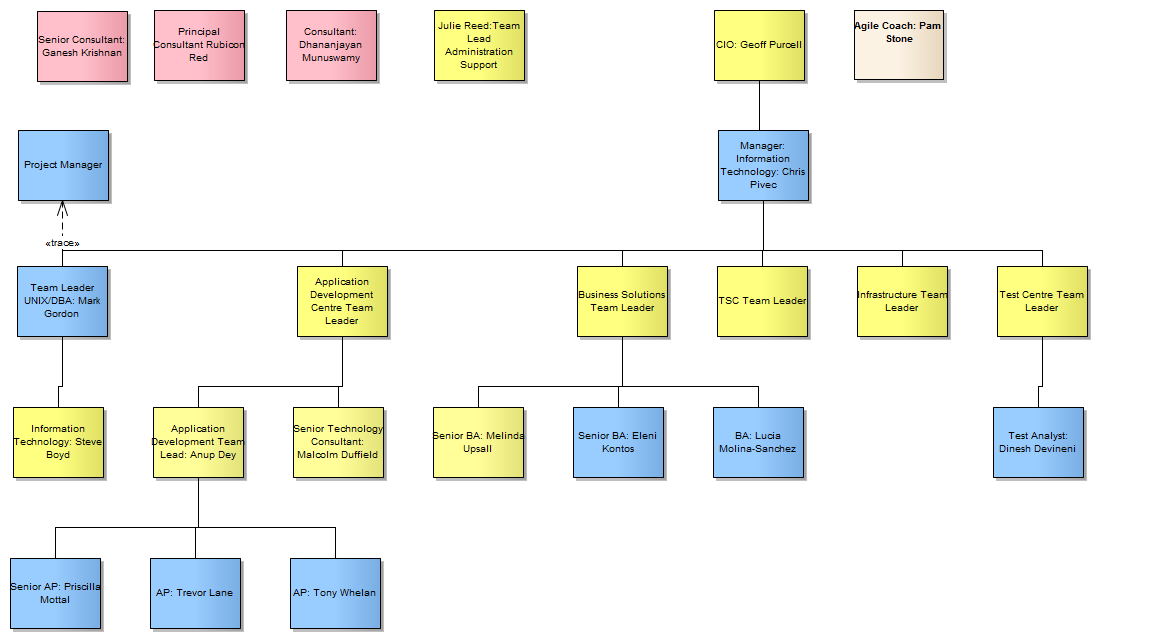 Senior Consultant:
Ganesh Krishnan
Principal
Consultant Rubicon
Red
Consultant:
Dhananjayan
Munuswamy
Julie Reed:Team
Lead
Administration
Support
CIO: Geoff Purcell
Agile Coach: Pam
Stone
Project Manager
Manager:
Information
Technology: Chris
Pivec
«trace»
Team Leader
UNIX/DBA: Mark
Gordon
Application
Development
Centre Team
Leader
Business Solutions
Team Leader
TSC Team Leader
Infrastructure Team
Leader
Test Centre Team
Leader
Information
Technology: Steve
Boyd
Application
Development Team
Lead: Anup Dey
Senior Technology
Consultant:
Malcolm Duffield
Senior BA: Melinda
Upsall
Senior BA: Eleni
Kontos
BA: Lucia
Molina-Sanchez
Test Analyst:
Dinesh Devineni
Senior AP: Priscilla
Mottal
AP: Trevor Lane
AP: Tony Whelan